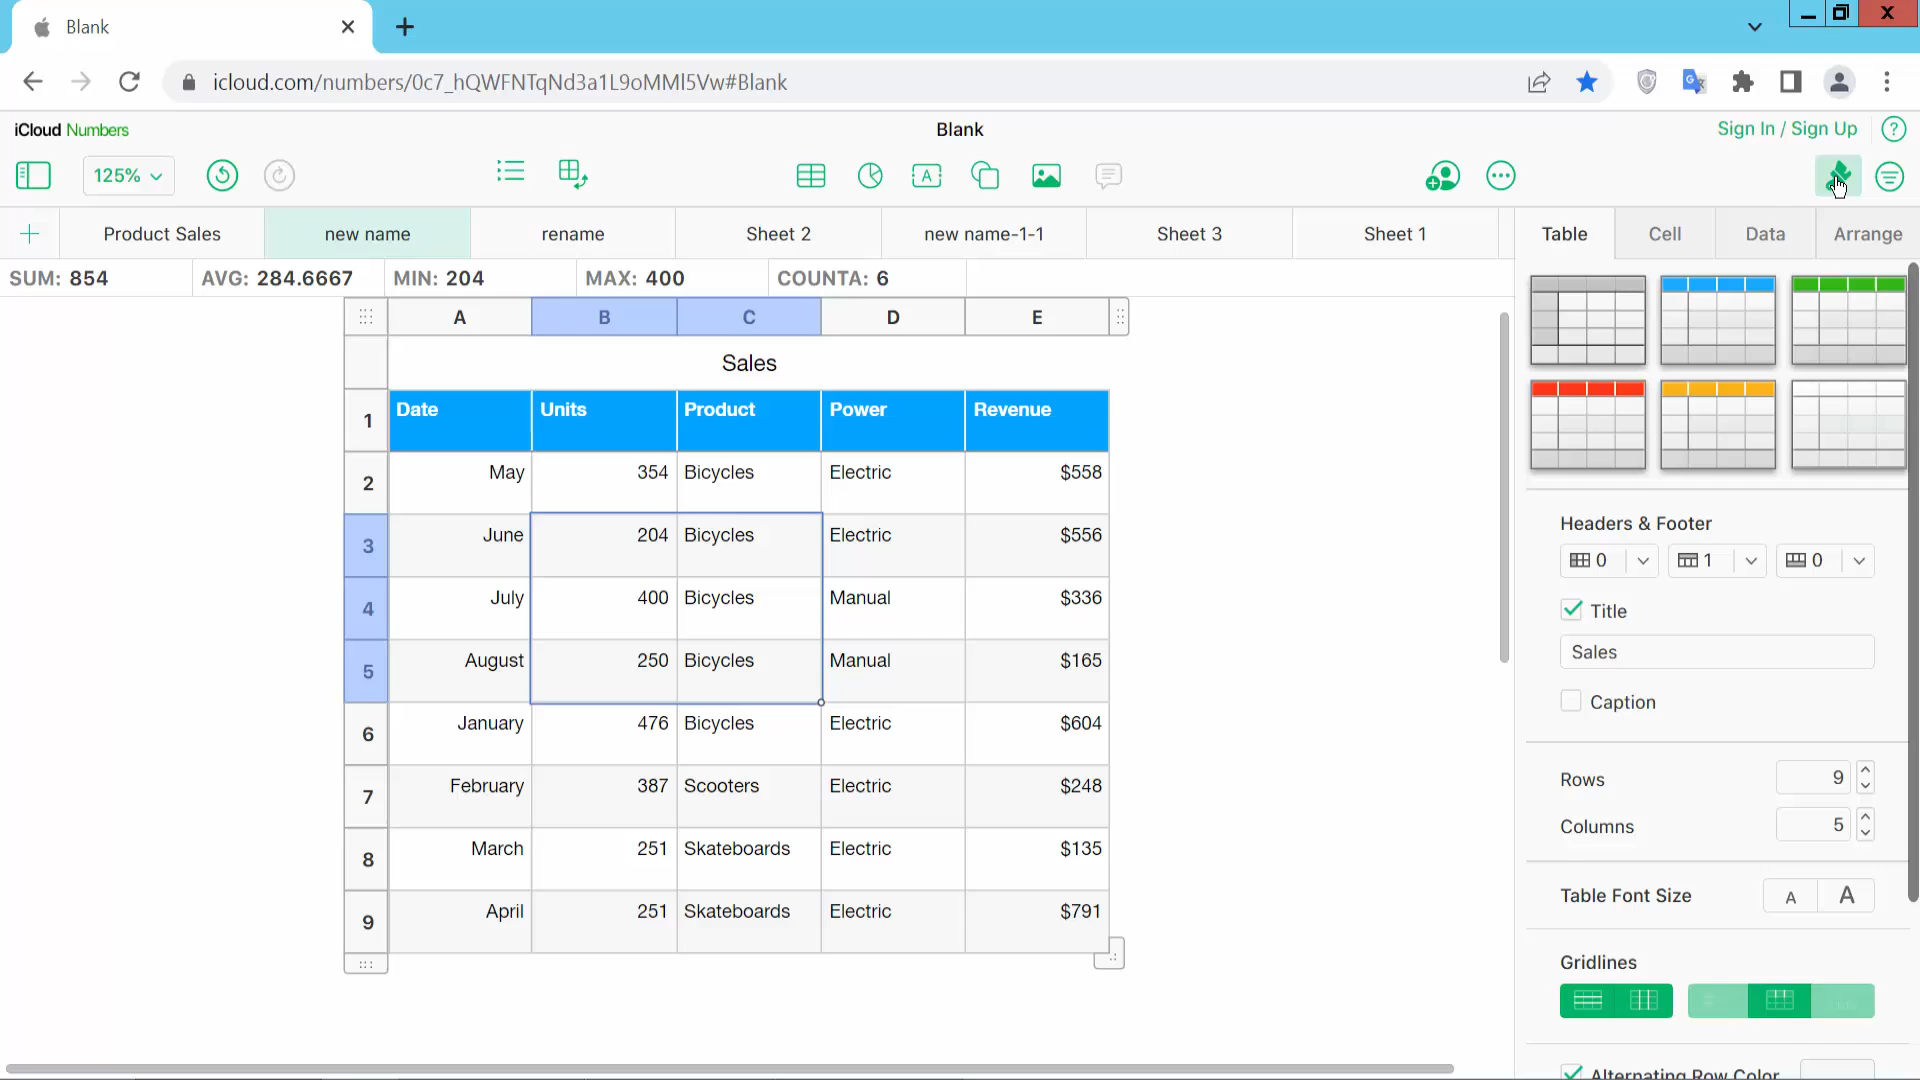 Blank
icloud.com/numbers/0c7_hQWFNTqNd3a1L9oMMl5Vw#Blank
iCloud Numbers
Blank
Sign In / Sign Up
125%
Product Sales
new name
rename
Sheet 2
new name-1-1
Sheet 3
Sheet 1
Table
Cell
Data
Arrange
SUM: 854
AVG: 284.6667
MIN: 204
MAX: 400
COUNTA: 6
A B C D E
Sales
1 Date Units Product Power Revenue
2 May 354 Bicycles Electric $558
3 June 204 Bicycles Electric $556
4 July 400 Bicycles Manual $336
5 August 250 Bicycles Manual $165
6 January 476 Bicycles Electric $604
7 February 387 Scooters Electric $248
8 March 251 Skateboards Electric $135
9 April 251 Skateboards Electric $791
Headers & Footer
0 1 0
Title
Sales
Caption
Rows 9
Columns 5
Table Font Size A A
Gridlines
Alternating Row Color